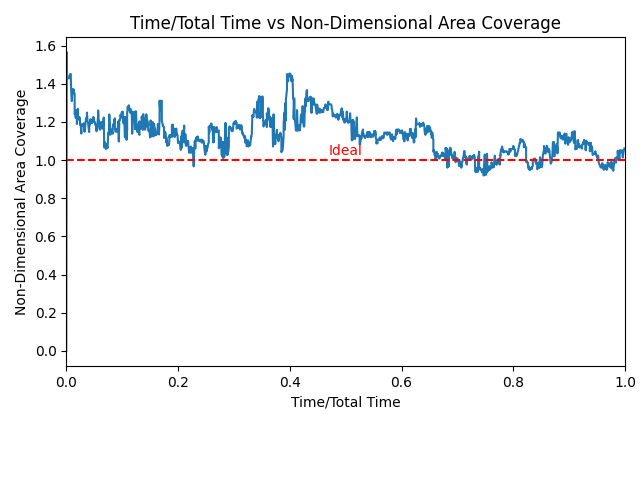 Time/Total Time vs Non-Dimensional Area Coverage
1.6
1.4
1.2
1.0
0.8
0.6
0.4
0.2
0.0
Non-Dimensional Area Coverage
Ideal
0.0 0.2 0.4 0.6 0.8 1.0
Time/Total Time